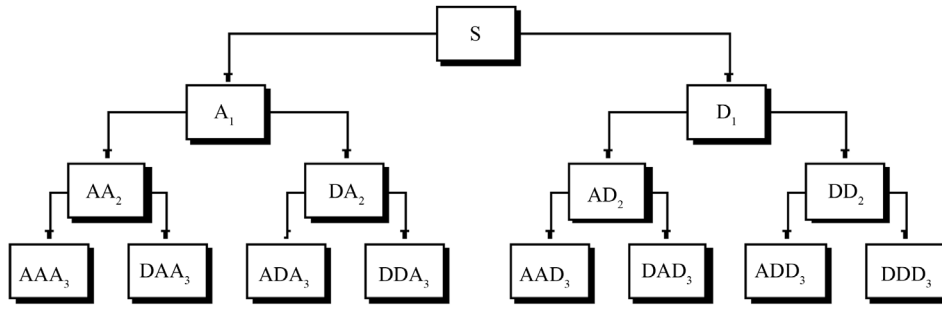 S
A₁ D₁
AA₂ DA₂ AD₂ DD₂
AAA₃ DAA₃ ADA₃ DDA₃ AAD₃ DAD₃ ADD₃ DDD₃